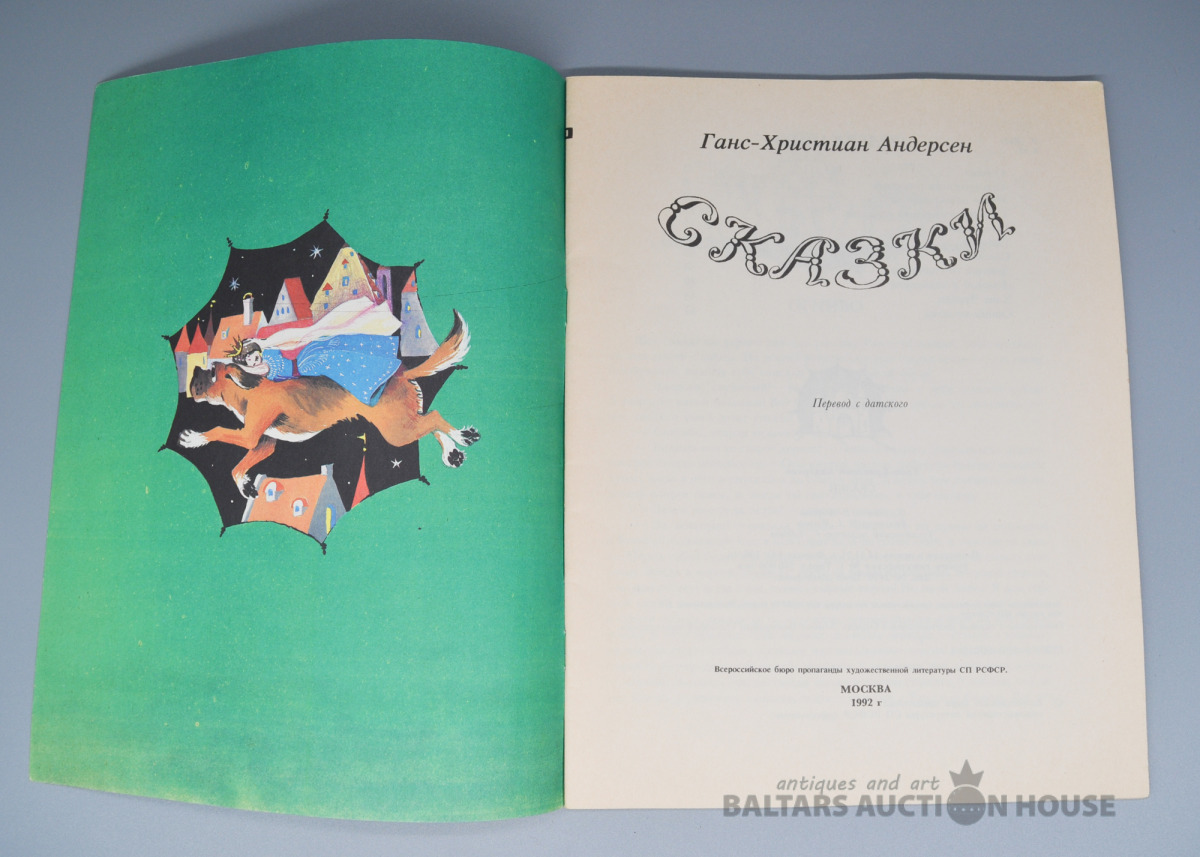 Ганс-Христиан Андерсен
СКАЗКИ
Перевод с датского
Всероссийское бюро пропаганды художественной литературы СП РСФСР.
МОСКВА
1992 г
antiques and art
BALTARS AUCTION HOUSE